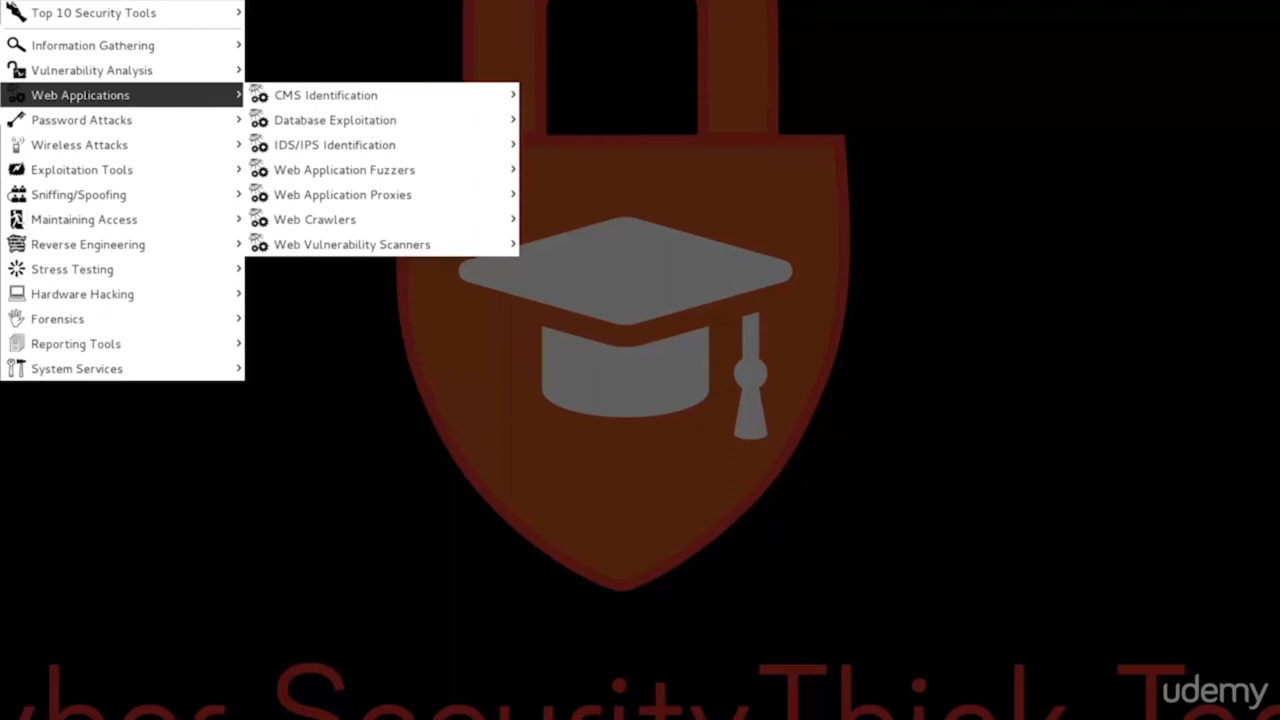 Top 10 Security Tools
Information Gathering
Vulnerability Analysis
Web Applications
Password Attacks
Wireless Attacks
Exploitation Tools
Sniffing/Spoofing
Maintaining Access
Reverse Engineering
Stress Testing
Hardware Hacking
Forensics
Reporting Tools
System Services
CMS Identification
Database Exploitation
IDS/IPS Identification
Web Application Fuzzers
Web Application Proxies
Web Crawlers
Web Vulnerability Scanners
SecurityThink
udemy